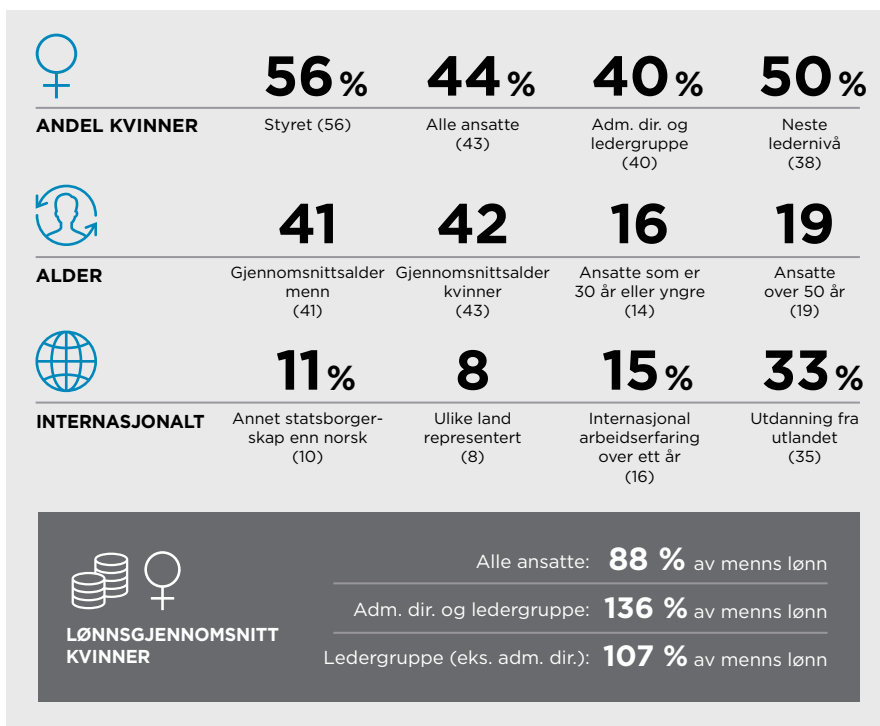 56 % 44 % 40 % 50 %
ANDEL KVINNER
Styret (56)
Alle ansatte
(43)
Adm. dir. og
ledergruppe
(40)
Neste
ledernivå
(38)
41 42 16 19
ALDER
Gjennomsnittsalder
menn
(41)
Gjennomsnittsalder
kvinner
(43)
Ansatte som er
30 år eller yngre
(14)
Ansatte
over 50 år
(19)
11 % 8 15 % 33 %
INTERNASJONALT
Annet statsborger-
skap enn norsk
(10)
Ulike land
representert
(8)
Internasjonal
arbeidserfaring
over ett år
(16)
Utdanning fra
utlandet
(35)
LØNNSGJENNOMSNITT
KVINNER
Alle ansatte: 88 % av menns lønn
Adm. dir. og ledergruppe: 136 % av menns lønn
Ledergruppe (eks. adm. dir.): 107 % av menns lønn